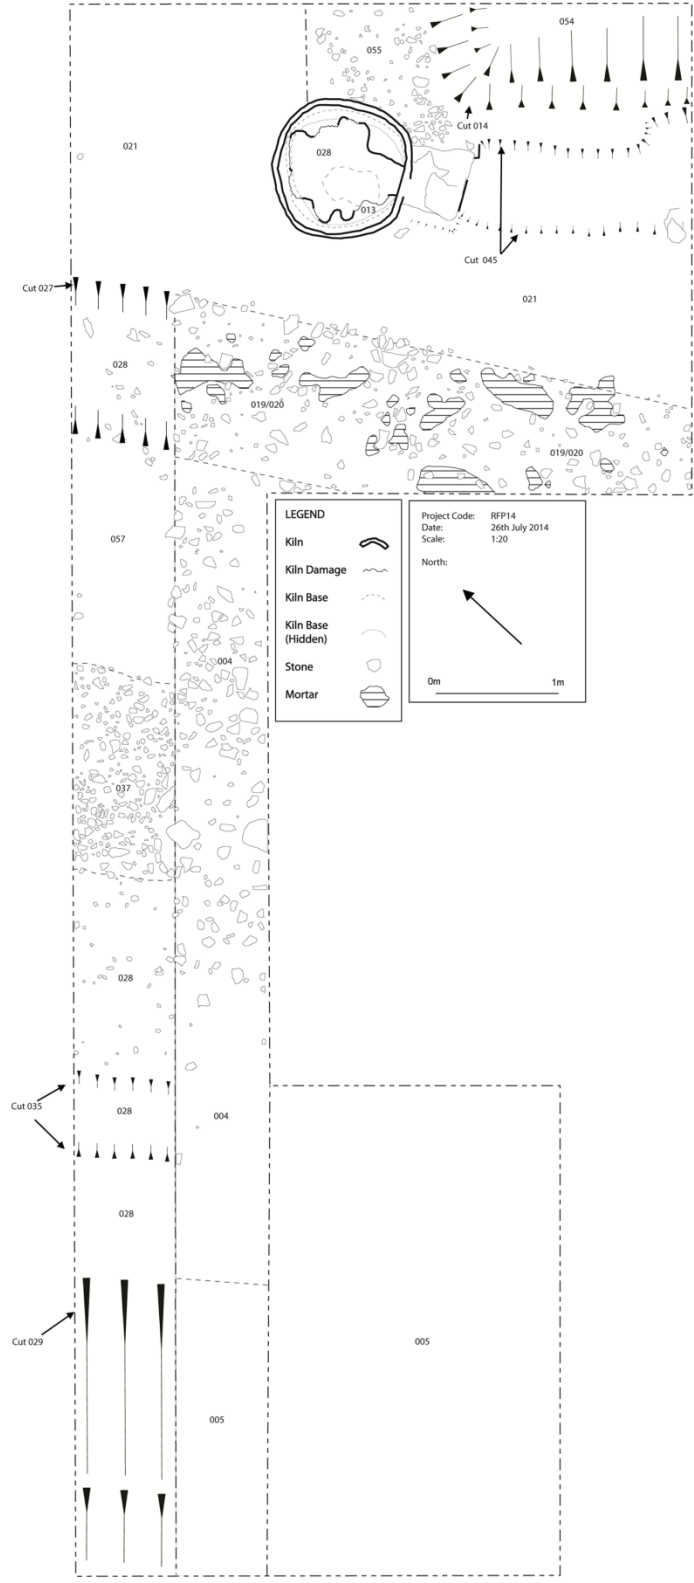 054
055
Cut 014
021
028
013
Cut 045
Cut 027
021
028
019/020
019/020
LEGEND
Kiln
Kiln Damage
Kiln Base
Kiln Base
(Hidden)
Stone
Mortar
Project Code: RFP14
Date: 26th July 2014
Scale: 1:20
North:
0m 1m
057
004
037
028
Cut 035
028
004
028
Cut 029
005
005